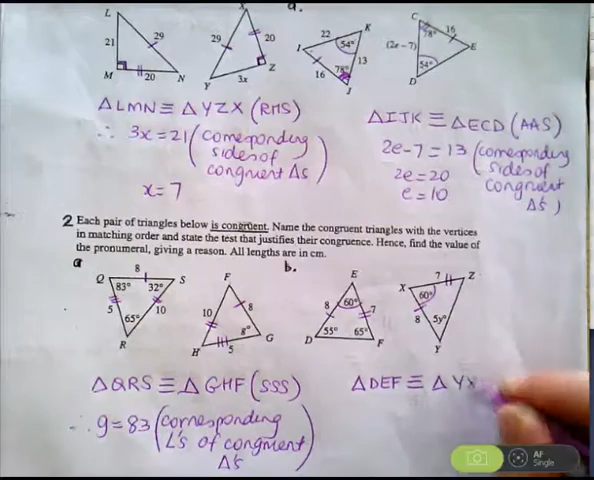 a.
L
21
29
M
20
N
X
29
20
Y
3x
Z
22
K
I
54°
13
16
78°
J
C
78°
16
(2e – 7)
E
54°
D
ΔLMN ≡ ΔYZX (RHS)
∴ 3x = 21 (corresponding
sides of
congruent Δs)
x = 7
ΔIJK ≡ ΔECD (AAS)
2e-7 = 13 (corresponding
2e = 20 sides of
e = 10 congruent
Δ's)
2 Each pair of triangles below is congruent. Name the congruent triangles with the vertices
in matching order and state the test that justifies their congruence. Hence, find the value of
the pronumeral, giving a reason. All lengths are in cm.
a
8
Q
83°
32°
S
5
10
65°
R
F
10
8
g°
H
5
G
b.
E
8
60°
7
D
55°
65°
F
7
Z
X
60°
8
5y°
Y
ΔQRS ≡ ΔGHF (SSS)
∴ g = 83 (corresponding
∠'s of congruent
Δ's)
ΔDEF ≡ ΔYX
AF
Single